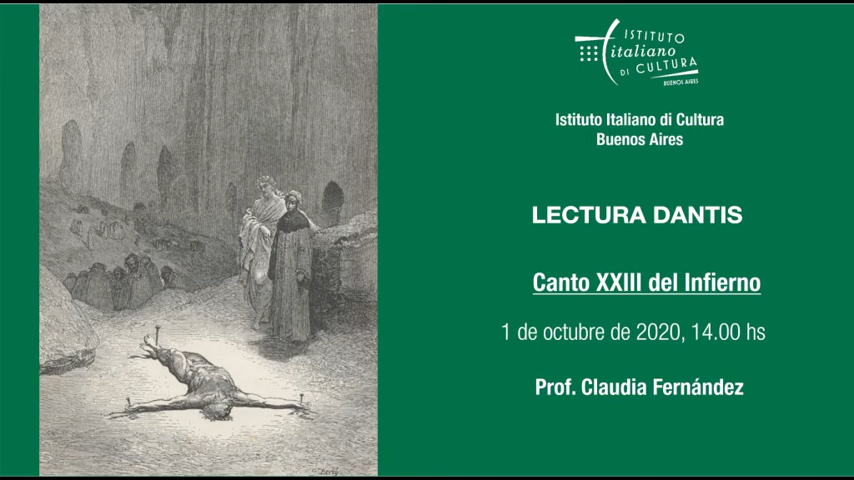 ISTITUTO
italiano
DI CULTURA
BUENOS AIRES
Istituto Italiano di Cultura
Buenos Aires
LECTURA DANTIS
Canto XXIII del Infierno
1 de octubre de 2020, 14.00 hs
Prof. Claudia Fernández
G. Doré